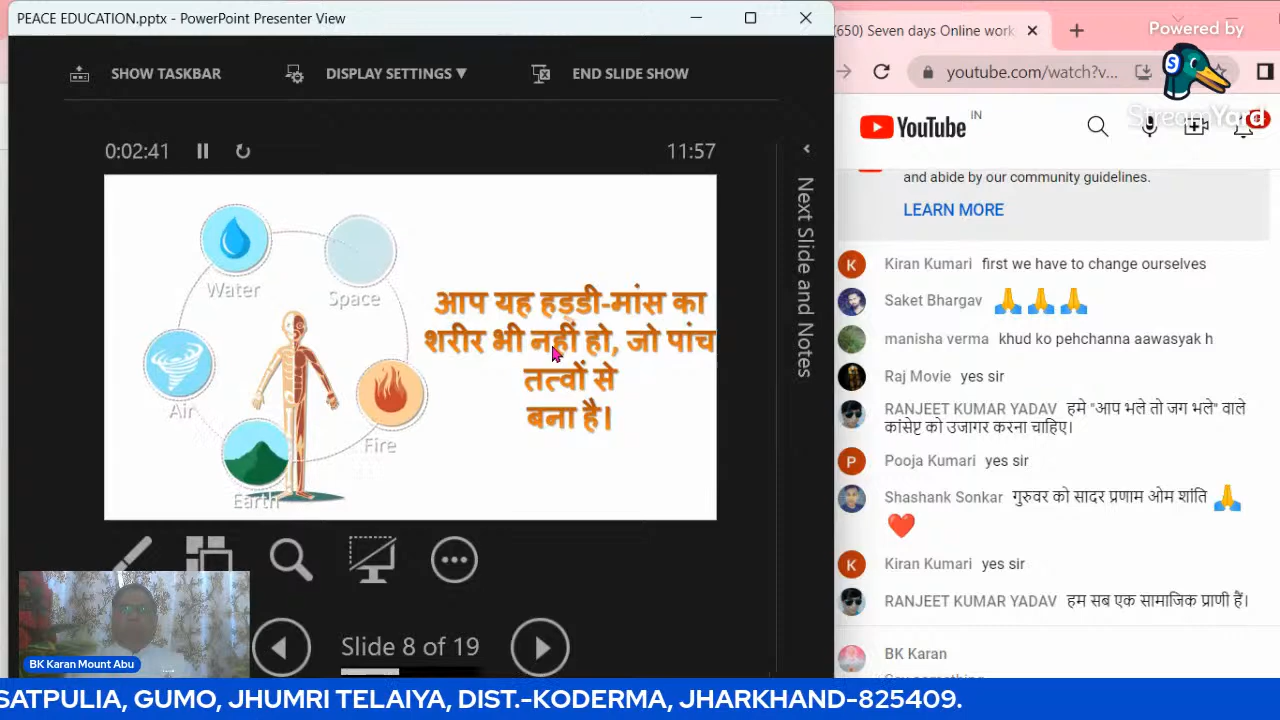 PEACE EDUCATION.pptx - PowerPoint Presenter View
SHOW TASKBAR
DISPLAY SETTINGS ▼
END SLIDE SHOW
0:02:41
11:57
Water
Space
Air
Fire
Earth
आप यह हड्डी-मांस का
शरीर भी नहीं हो, जो पांच
तत्वों से
बना है।
Next Slide and Notes
Slide 8 of 19
BK Karan Mount Abu
(650) Seven days Online work
Powered by
StreamYard
youtube.com/watch?v...
YouTube IN
and abide by our community guidelines.
LEARN MORE
K Kiran Kumari first we have to change ourselves
Saket Bhargav 🙏🙏🙏
manisha verma khud ko pehchanna aawasyak h
Raj Movie yes sir
RANJEET KUMAR YADAV हमे "आप भले तो जग भले" वाले
कांसेप्ट को उजागर करना चाहिए।
P Pooja Kumari yes sir
Shashank Sonkar गुरुवर को सादर प्रणाम ओम शांति 🙏
❤️
K Kiran Kumari yes sir
RANJEET KUMAR YADAV हम सब एक सामाजिक प्राणी हैं।
BK Karan
SATPULIA, GUMO, JHUMRI TELAIYA, DIST.-KODERMA, JHARKHAND-825409.